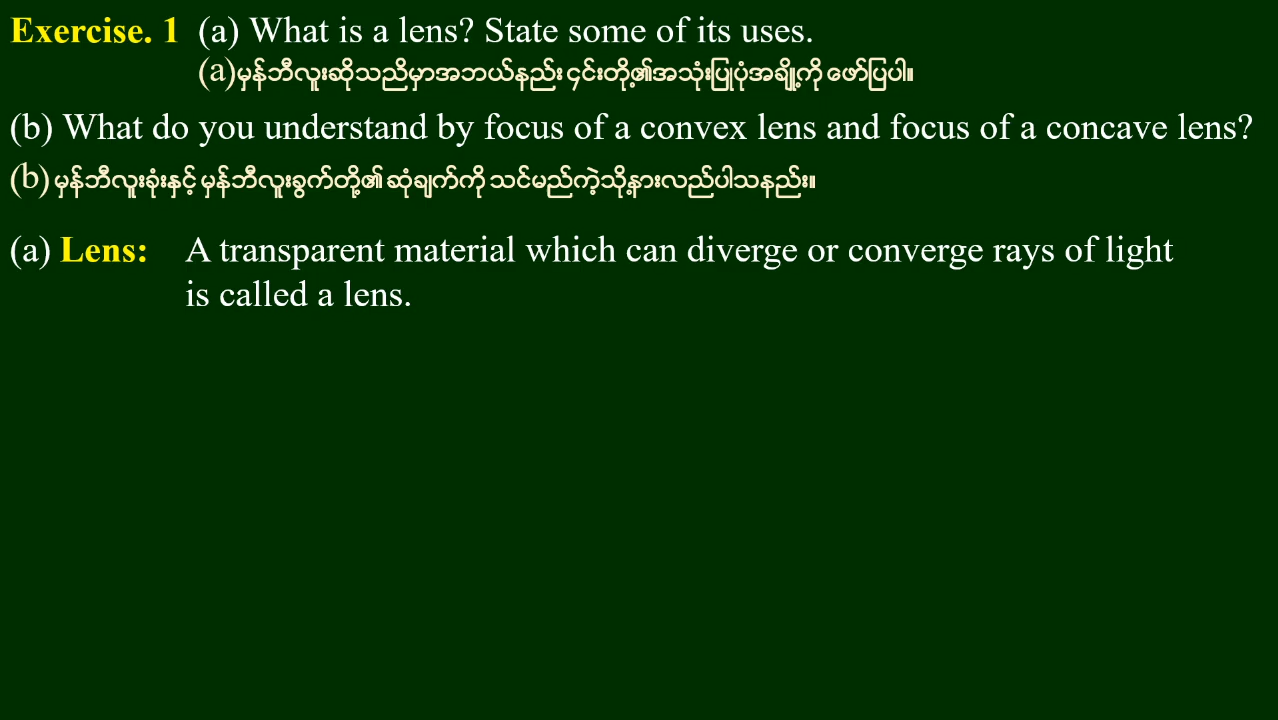 Exercise. 1 (a) What is a lens? State some of its uses.
(a)မှန်ဘီလူးဆိုသည်မှာအဘယ်နည်း ၄င်းတို့၏အသုံးပြုပုံအချို့ကို ဖော်ပြပါ။
(b) What do you understand by focus of a convex lens and focus of a concave lens?
(b) မှန်ဘီလူးခုံးနှင့် မှန်ဘီလူးခွက်တို့၏ ဆုံချက်ကို သင်မည်ကဲ့သို့နားလည်ပါသနည်း။
(a) Lens: A transparent material which can diverge or converge rays of light
is called a lens.